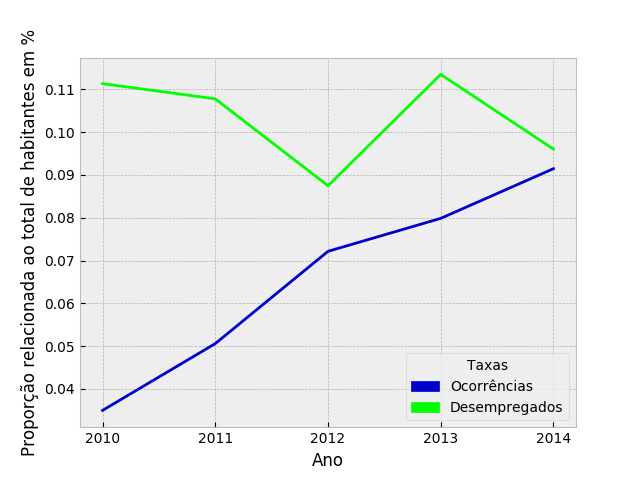 Proporção relacionada ao total de habitantes em %
0.11
0.10
0.09
0.08
0.07
0.06
0.05
0.04
Taxas
Ocorrências
Desempregados
2010 2011 2012 2013 2014
Ano